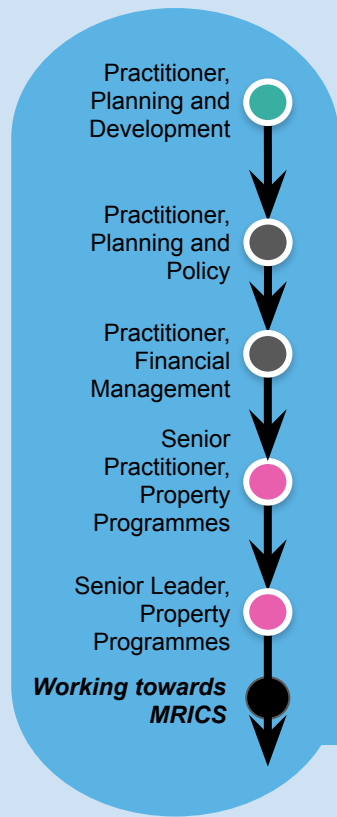 Practitioner,
Planning and
Development
Practitioner,
Planning and
Policy
Practitioner,
Financial
Management
Senior
Practitioner,
Property
Programmes
Senior Leader,
Property
Programmes
Working towards
MRICS